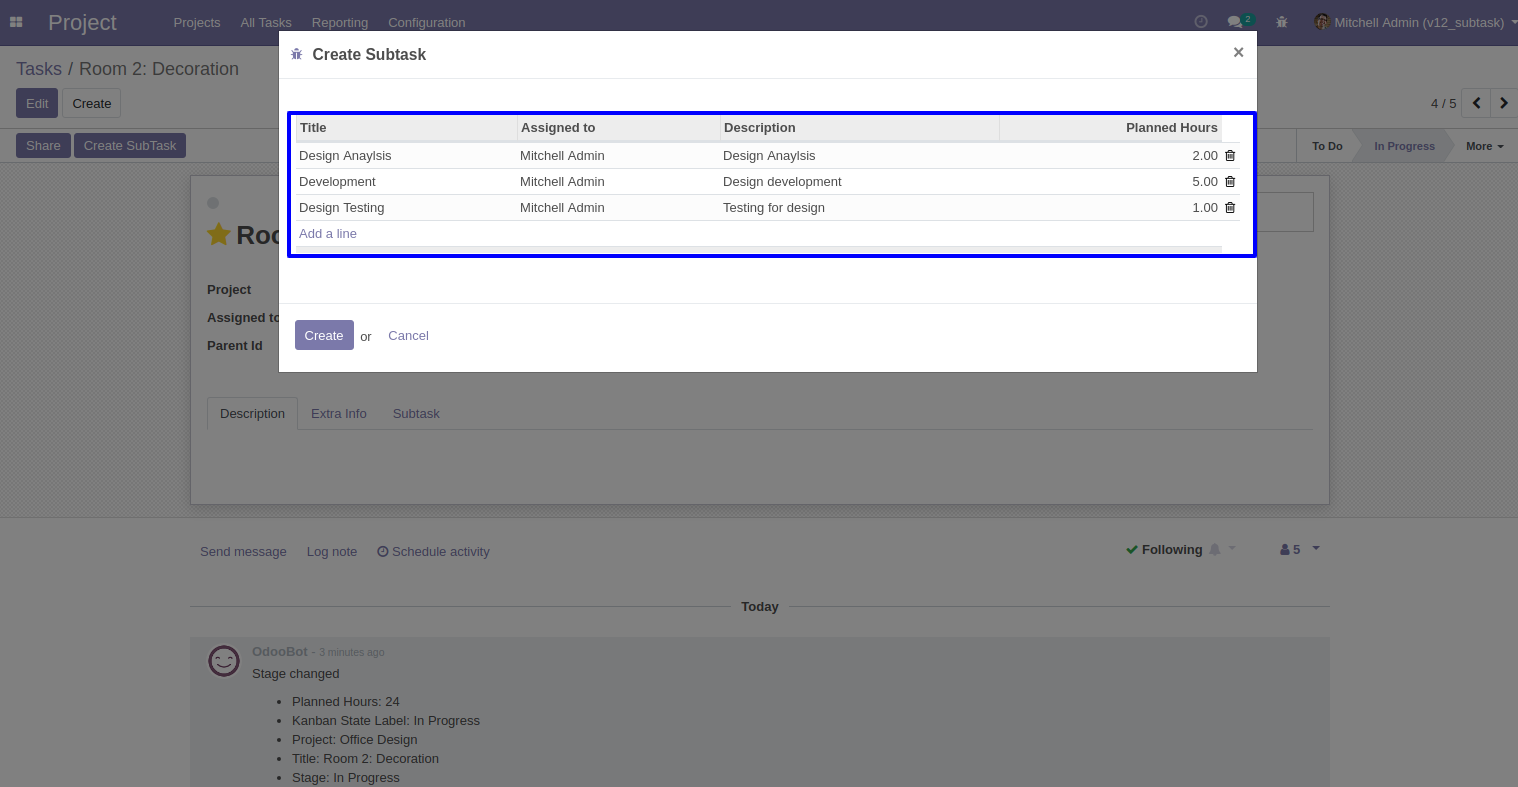 Project Projects All Tasks Reporting Configuration 2 Mitchell Admin (v12_subtask)
Create Subtask ×
Tasks / Room 2: Decoration
Edit Create 4 / 5
Share Create SubTask To Do In Progress More
Title Assigned to Description Planned Hours
Design Anaylsis Mitchell Admin Design Anaylsis 2.00
Development Mitchell Admin Design development 5.00
Design Testing Mitchell Admin Testing for design 1.00
Add a line
Project
Assigned to
Parent Id
Create or Cancel
Description Extra Info Subtask
Send message Log note Schedule activity Following 5
Today
OdooBot - 3 minutes ago
Stage changed
• Planned Hours: 24
• Kanban State Label: In Progress
• Project: Office Design
• Title: Room 2: Decoration
• Stage: In Progress